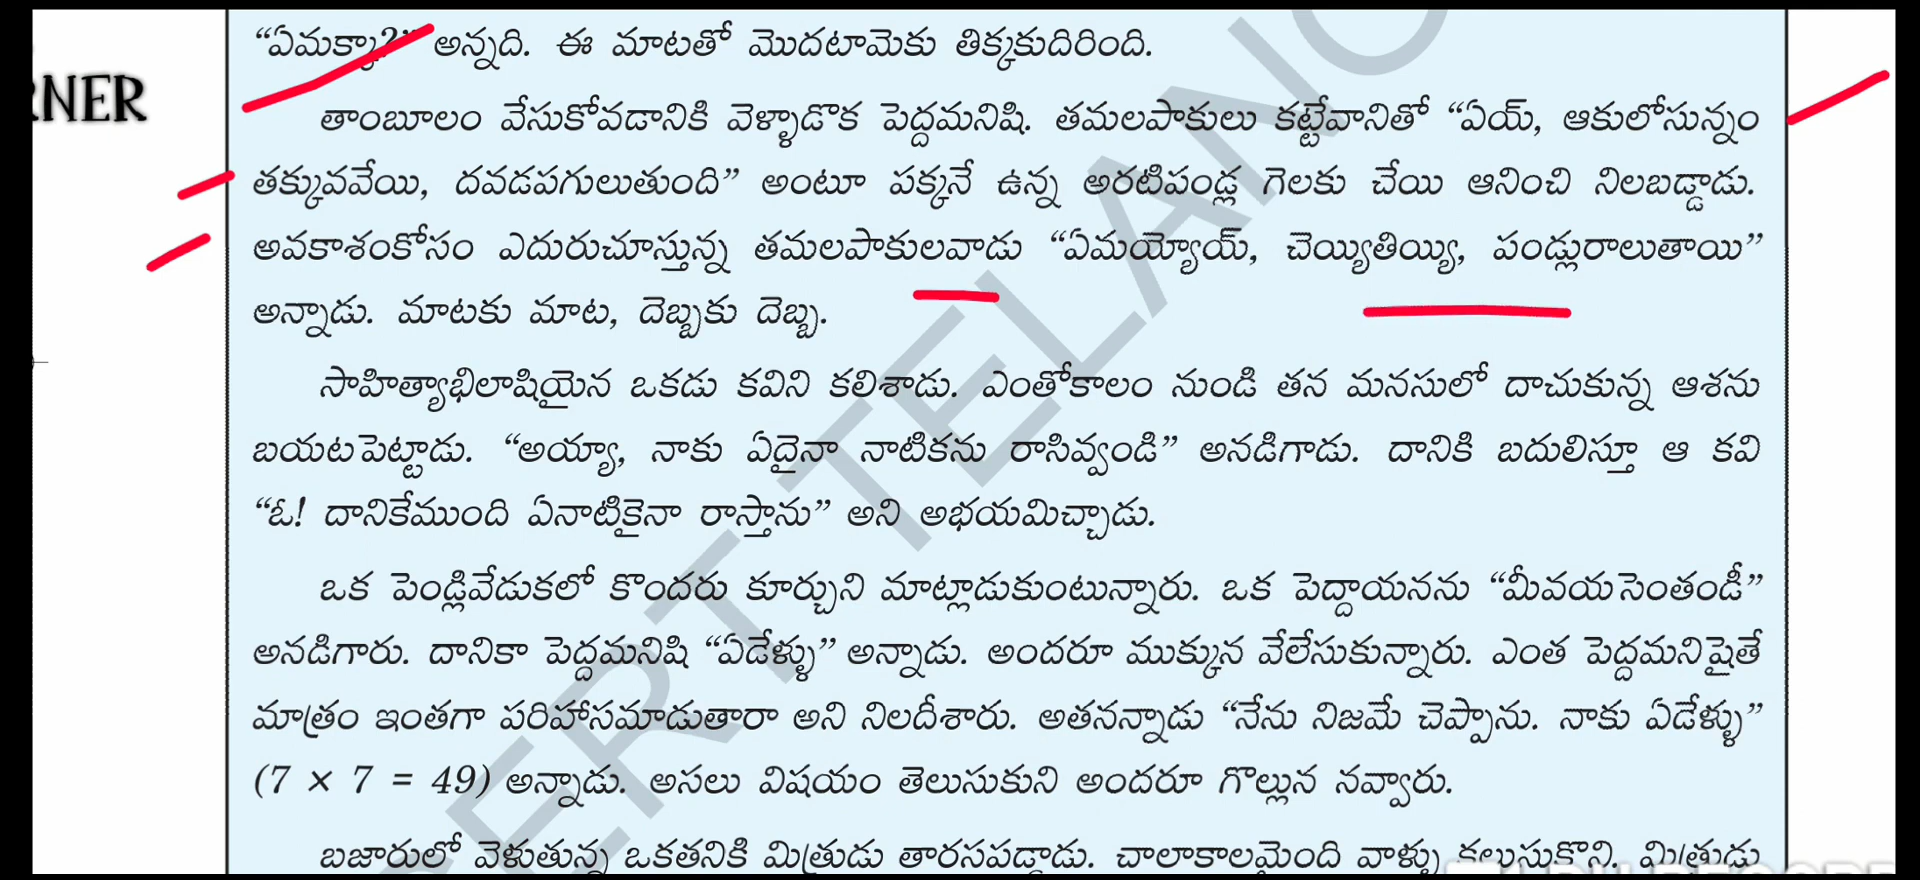 “ఏమక్కా?” అన్నది. ఈ మాటతో మొదటామెకు తిక్కకుదిరింది.
RNER
తాంబూలం వేసుకోవడానికి వెళ్ళాడొక పెద్దమనిషి. తమలపాకులు కట్టేవానితో “ఏయ్, ఆకులోసున్నం
తక్కువవేయి, దవడపగులుతుంది” అంటూ పక్కనే ఉన్న అరటిపండ్ల గెలకు చేయి ఆనించి నిలబడ్డాడు.
అవకాశంకోసం ఎదురుచూస్తున్న తమలపాకులవాడు “ఏమయ్యోయ్, చెయ్యితియ్యి, పండ్లురాలుతాయి”
అన్నాడు. మాటకు మాట, దెబ్బకు దెబ్బ.
సాహిత్యాభిలాషియైన ఒకడు కవిని కలిశాడు. ఎంతోకాలం నుండి తన మనసులో దాచుకున్న ఆశను
బయటపెట్టాడు. “అయ్యా, నాకు ఏదైనా నాటికను రాసివ్వండి” అనడిగాడు. దానికి బదులిస్తూ ఆ కవి
“ఓ! దానికేముంది ఏనాటికైనా రాస్తాను” అని అభయమిచ్చాడు.
ఒక పెండ్లివేడుకలో కొందరు కూర్చుని మాట్లాడుకుంటున్నారు. ఒక పెద్దాయనను “మీవయసెంతండీ”
అనడిగారు. దానికా పెద్దమనిషి “ఏడేళ్ళు” అన్నాడు. అందరూ ముక్కున వేలేసుకున్నారు. ఎంత పెద్దమనిషైతే
మాత్రం ఇంతగా పరిహాసమాడుతారా అని నిలదీశారు. అతనన్నాడు “నేను నిజమే చెప్పాను. నాకు ఏడేళ్ళు”
(7 × 7 = 49) అన్నాడు. అసలు విషయం తెలుసుకుని అందరూ గొల్లున నవ్వారు.
బజారులో వెళుతున్న ఒకతనికి మిత్రుడు తారసపడ్డాడు. చాలాకాలమైంది వాళ్ళు కలుసుకొని. మిత్రుడు
CERT TELANG